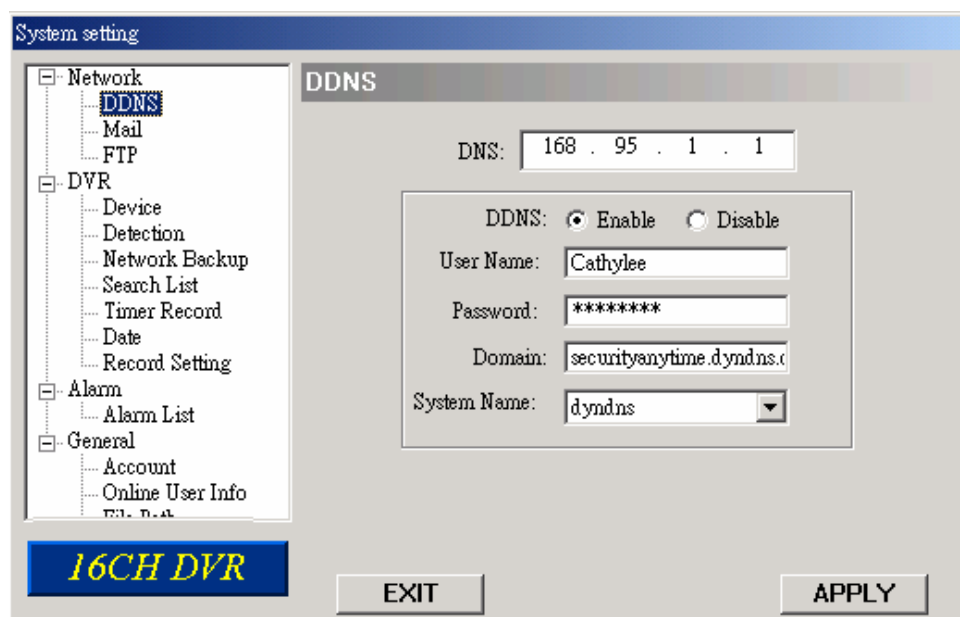 System setting
Network
DDNS
Mail
FTP
DVR
Device
Detection
Network Backup
Search List
Timer Record
Date
Record Setting
Alarm
Alarm List
General
Account
Online User Info
File Path
16CH DVR
DDNS
DNS: 168 . 95 . 1 . 1
DDNS: Enable Disable
User Name: Cathylee
Password: ********
Domain: securityanytime.dyndns.
System Name: dyndns
EXIT APPLY